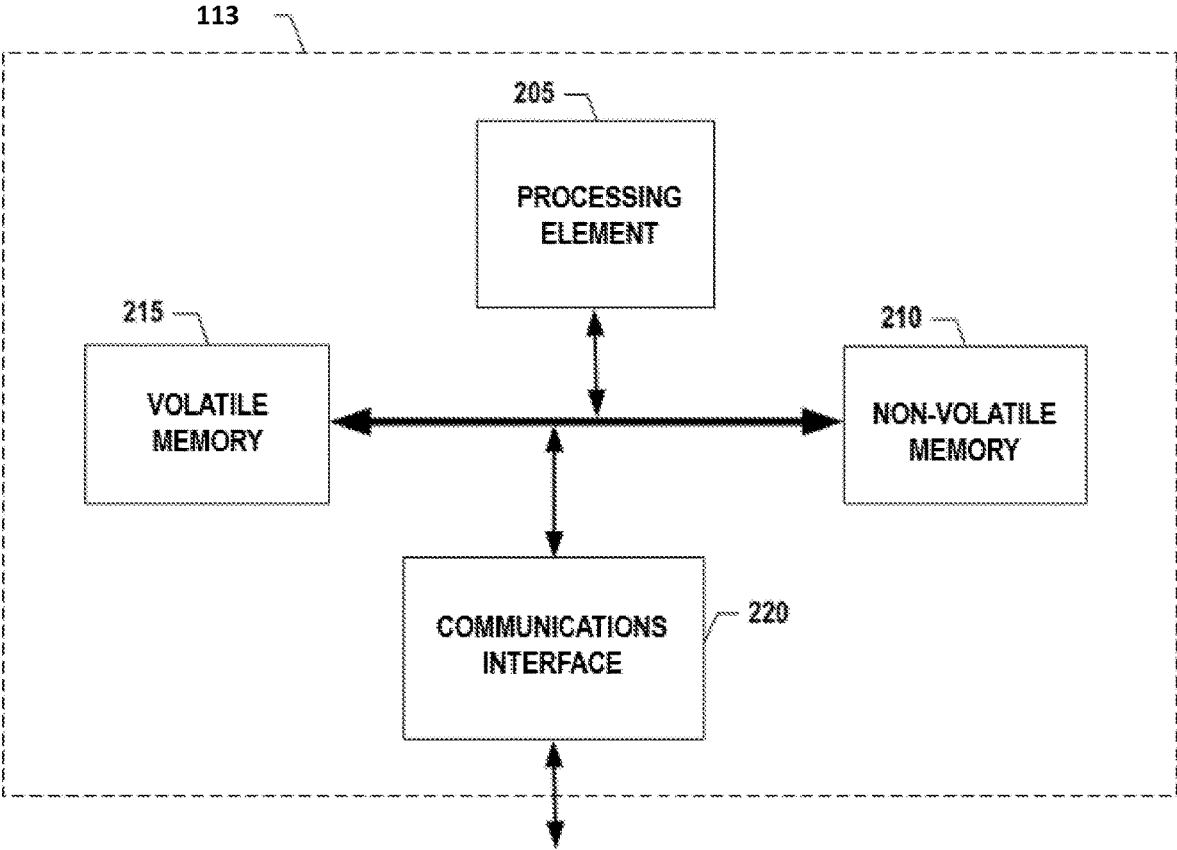 113
205
PROCESSING
ELEMENT
215
VOLATILE
MEMORY
210
NON-VOLATILE
MEMORY
220
COMMUNICATIONS
INTERFACE